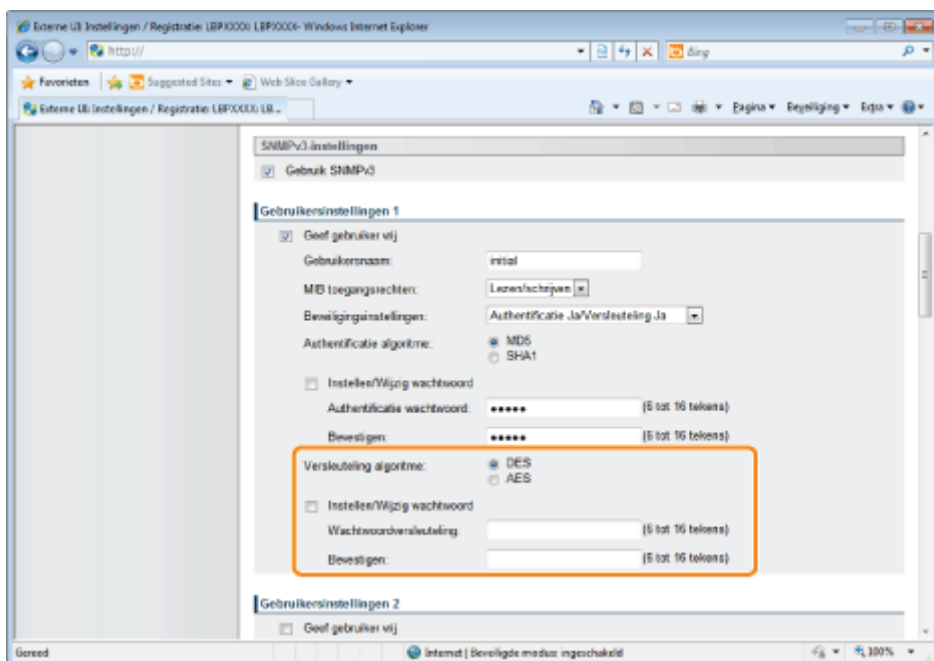 Externe UI: Instellingen / Registratie: LBPXXXX: LBPXXXX- Windows Internet Explorer
http://
Bing
Favorieten Suggested Sites Web Slice Gallery
Externe UI: Instellingen / Registratie: LBPXXXX: LB... Pagina Beveiliging Extra
SNMPv3-instellingen
Gebruik SNMPv3
Gebruikersinstellingen 1
Geef gebruiker vrij
Gebruikersnaam: initial
MIB toegangsrechten: Lezen/schrijven
Beveiligingsinstellingen: Authentificatie Ja/Versleuteling Ja
Authentificatie algoritme: MD5
SHA1
Instellen/Wijzig wachtwoord
Authentificatie wachtwoord: ••••• (6 tot 16 tekens)
Bevestigen: ••••• (6 tot 16 tekens)
Versleuteling algoritme: DES
AES
Instellen/Wijzig wachtwoord
Wachtwoordversleuteling: (6 tot 16 tekens)
Bevestigen: (6 tot 16 tekens)
Gebruikersinstellingen 2
Geef gebruiker vrij
Gereed Internet | Beveiligde modus: ingeschakeld 100%